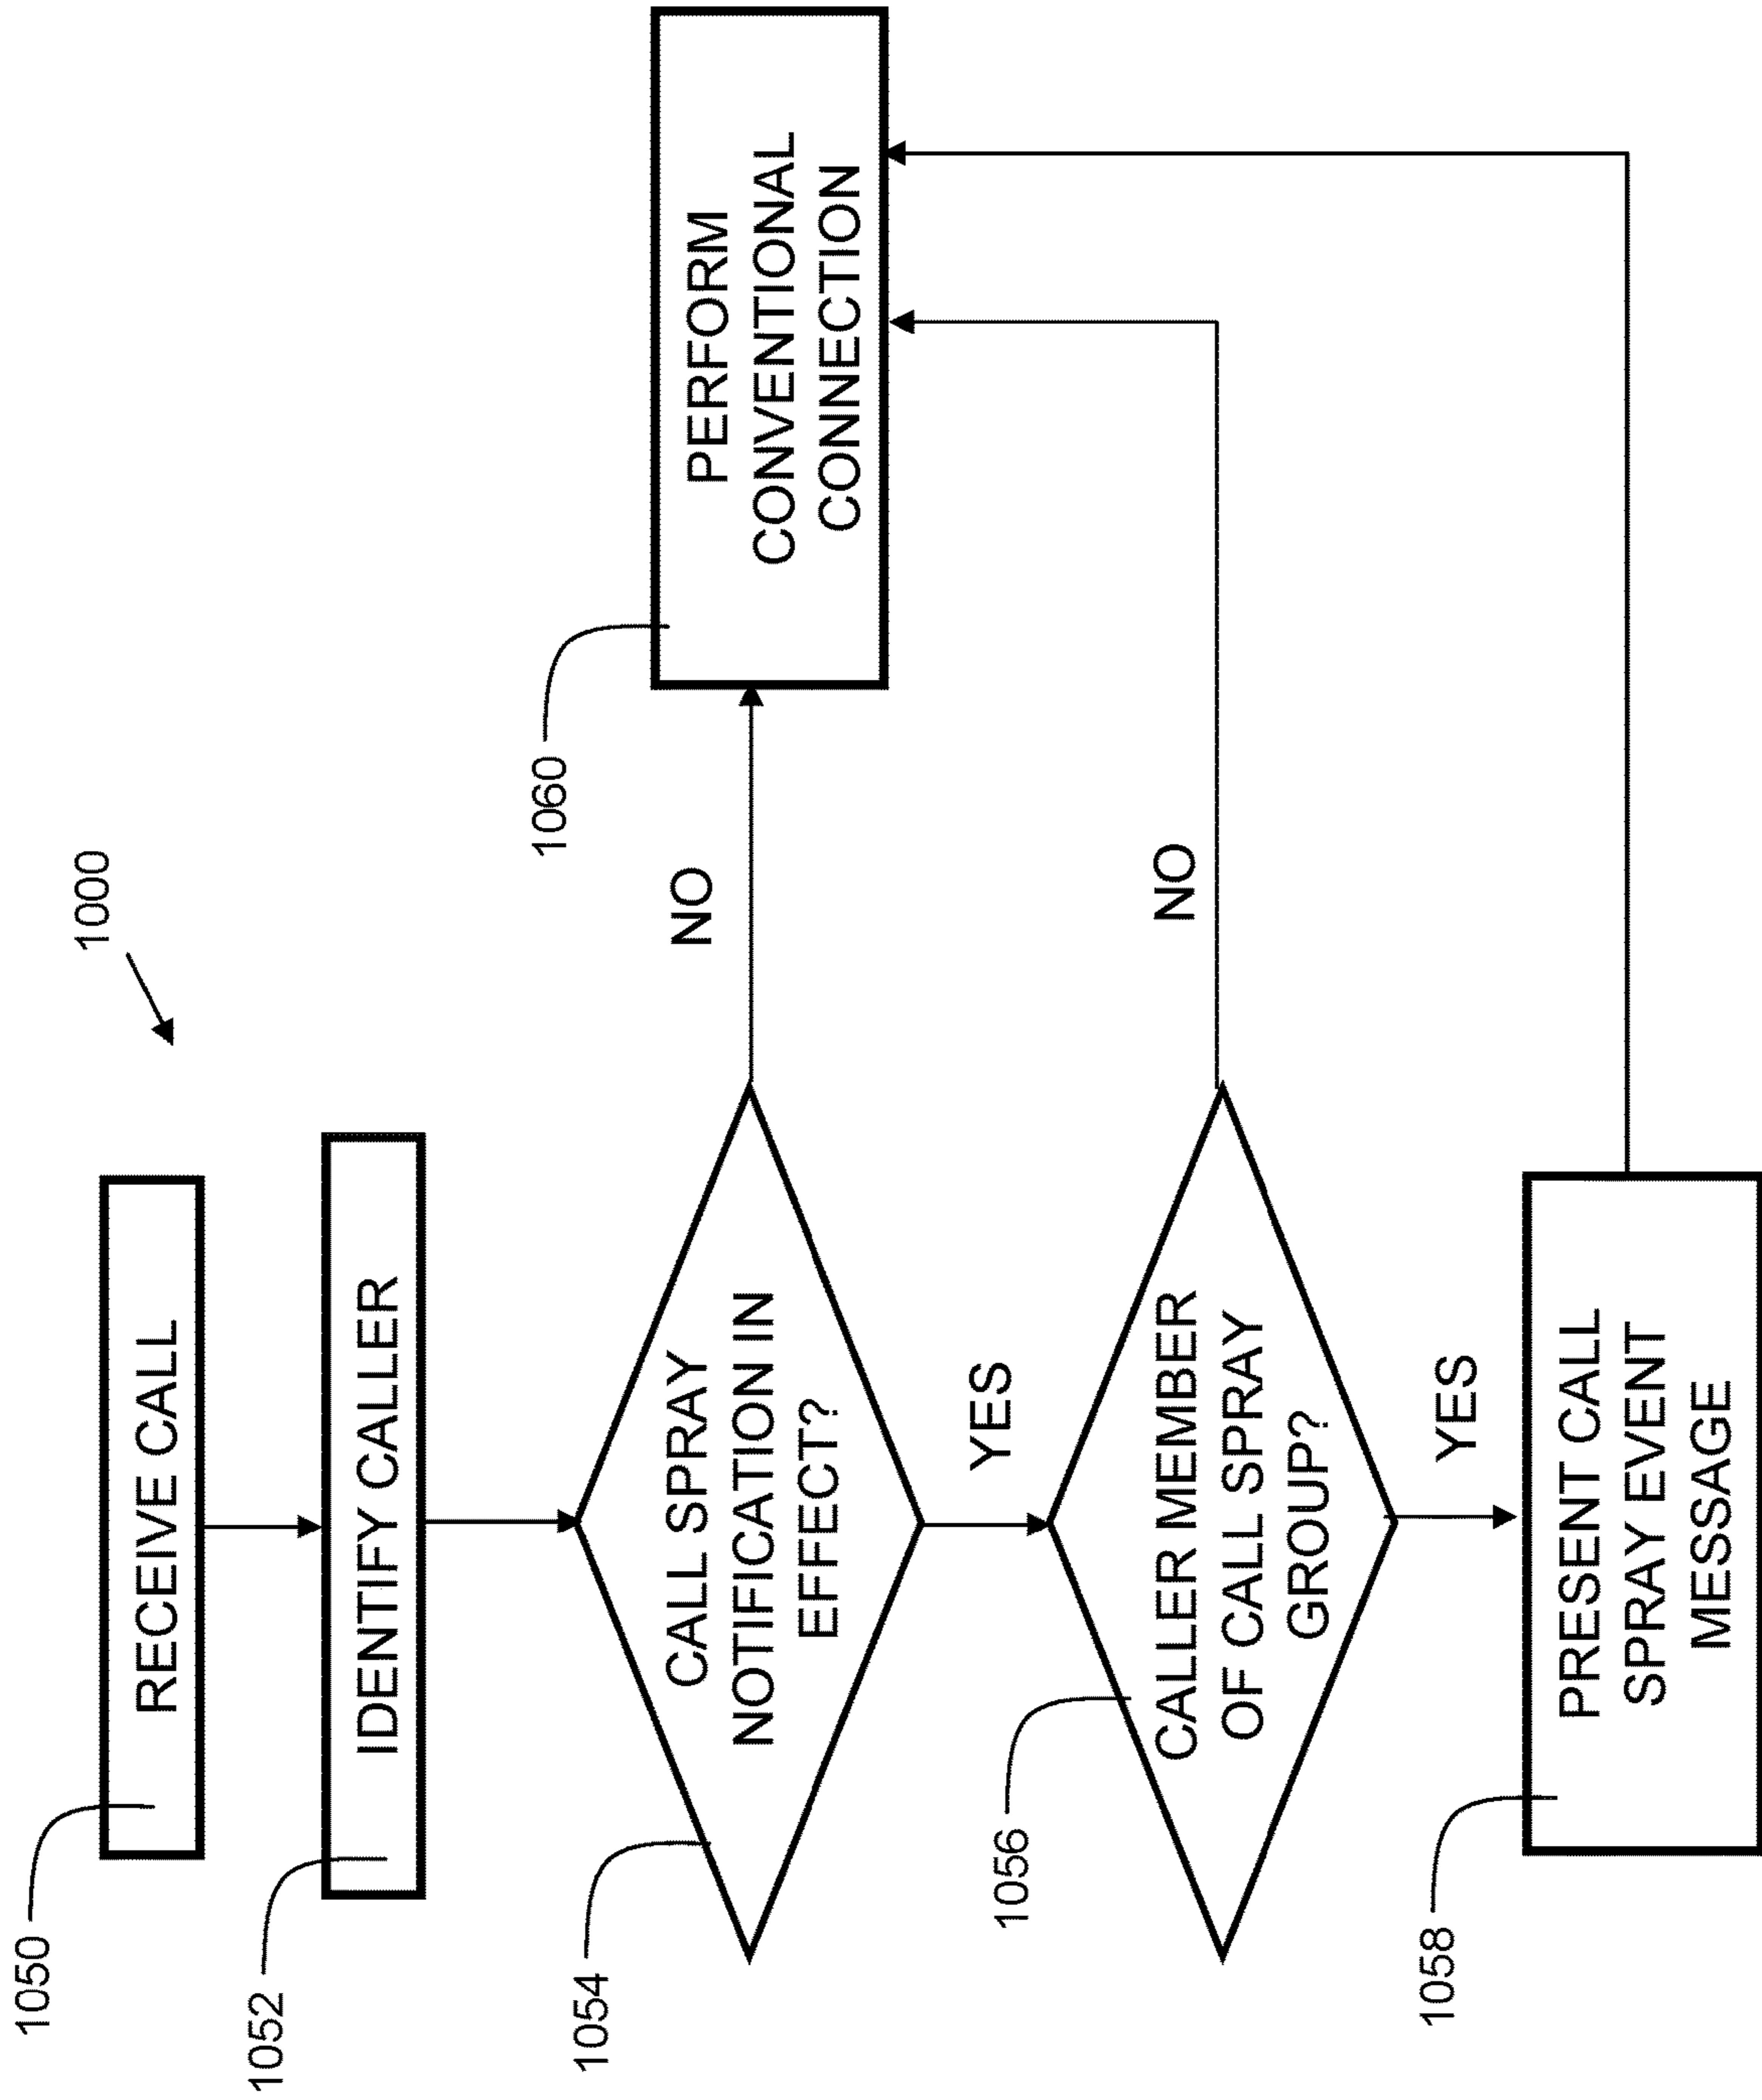 1000
1050
RECEIVE CALL
1052
IDENTIFY CALLER
1054
CALL SPRAY
NOTIFICATION IN
EFFECT?
NO
1060
PERFORM
CONVENTIONAL
CONNECTION
YES
1056
CALLER MEMBER
OF CALL SPRAY
GROUP?
NO
YES
1058
PRESENT CALL
SPRAY EVENT
MESSAGE